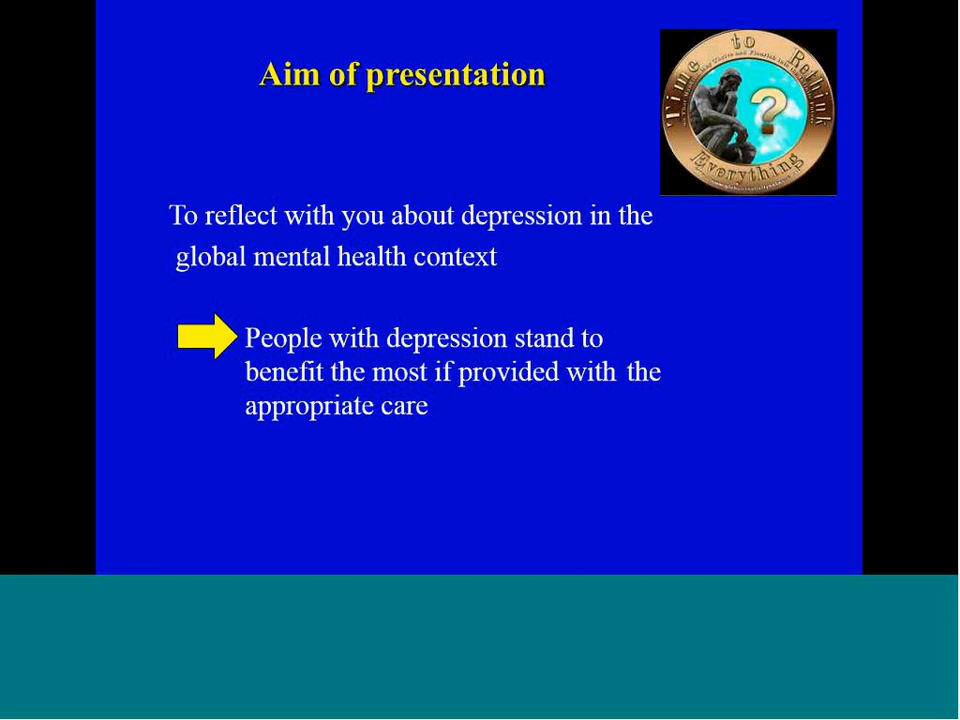 Aim of presentation
Time to Rethink
Everything
?
To reflect with you about depression in the
global mental health context
People with depression stand to
benefit the most if provided with the
appropriate care